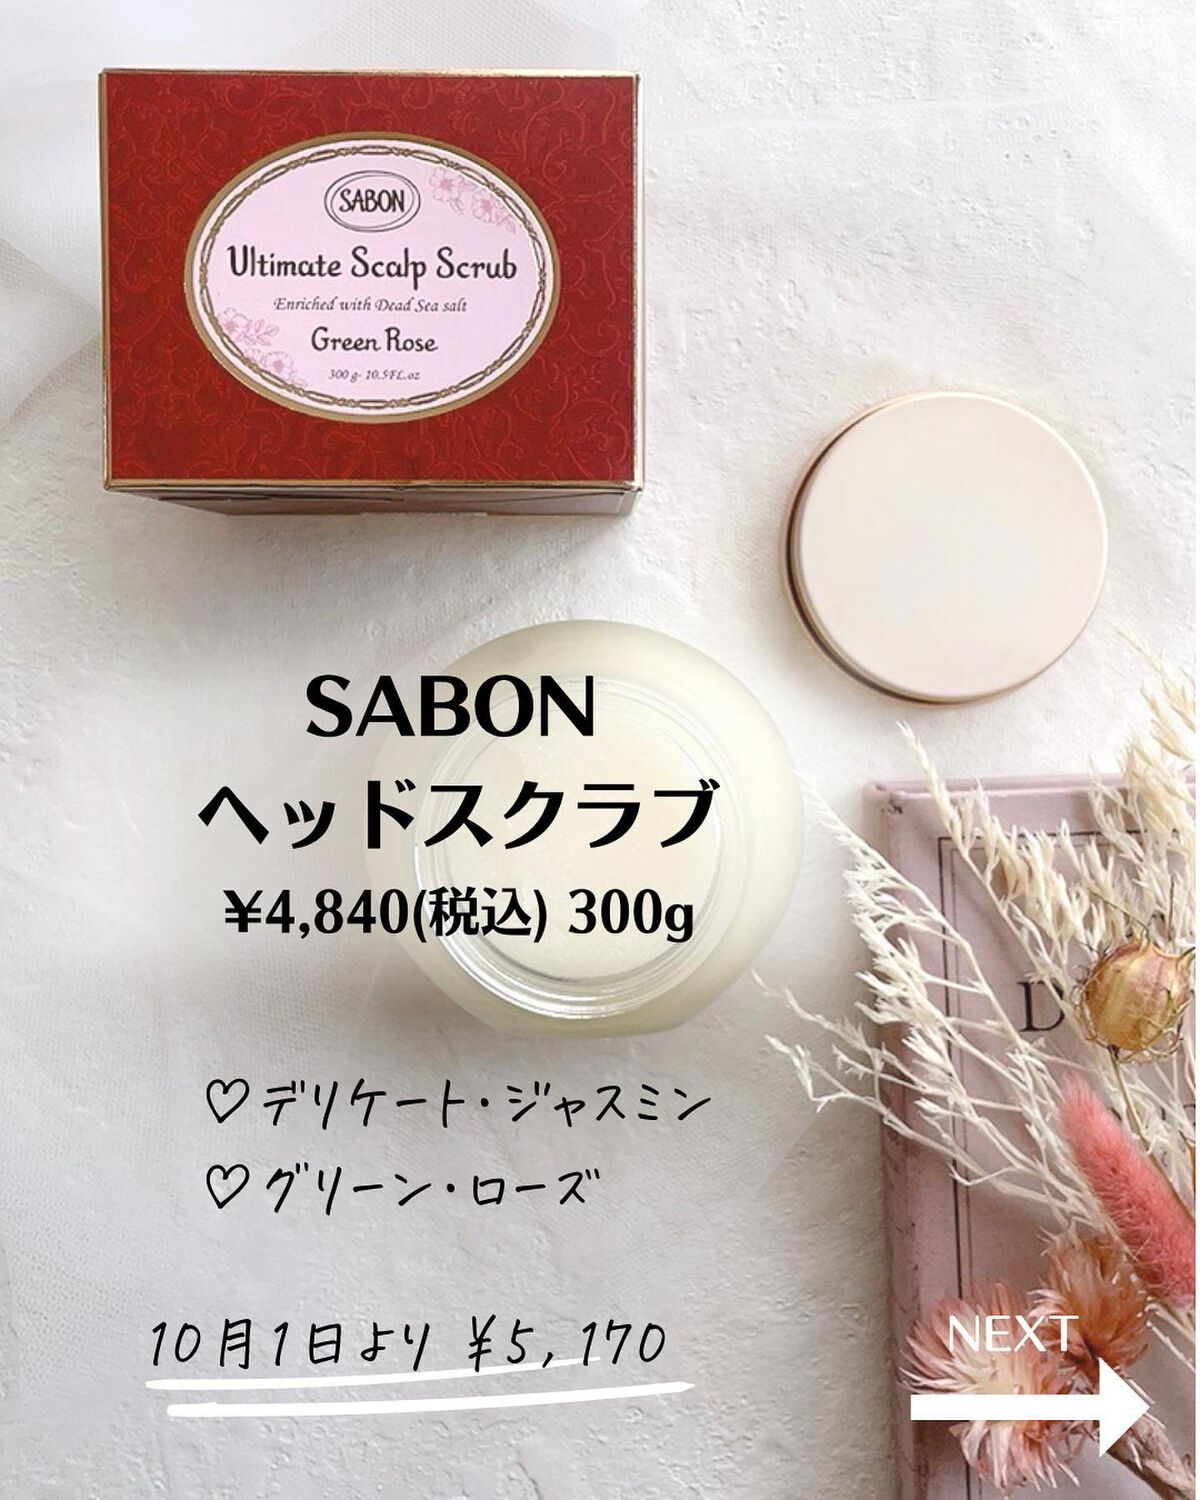 SABON
Ultimate Scalp Scrub
Enriched with Dead Sea salt
Green Rose
300 g- 10.5FL.oz
SABON
ヘッドスクラブ
¥4,840(税込) 300g
D
♡デリケート・ジャスミン
♡グリーン・ローズ
10月1日より ¥5,170
NEXT